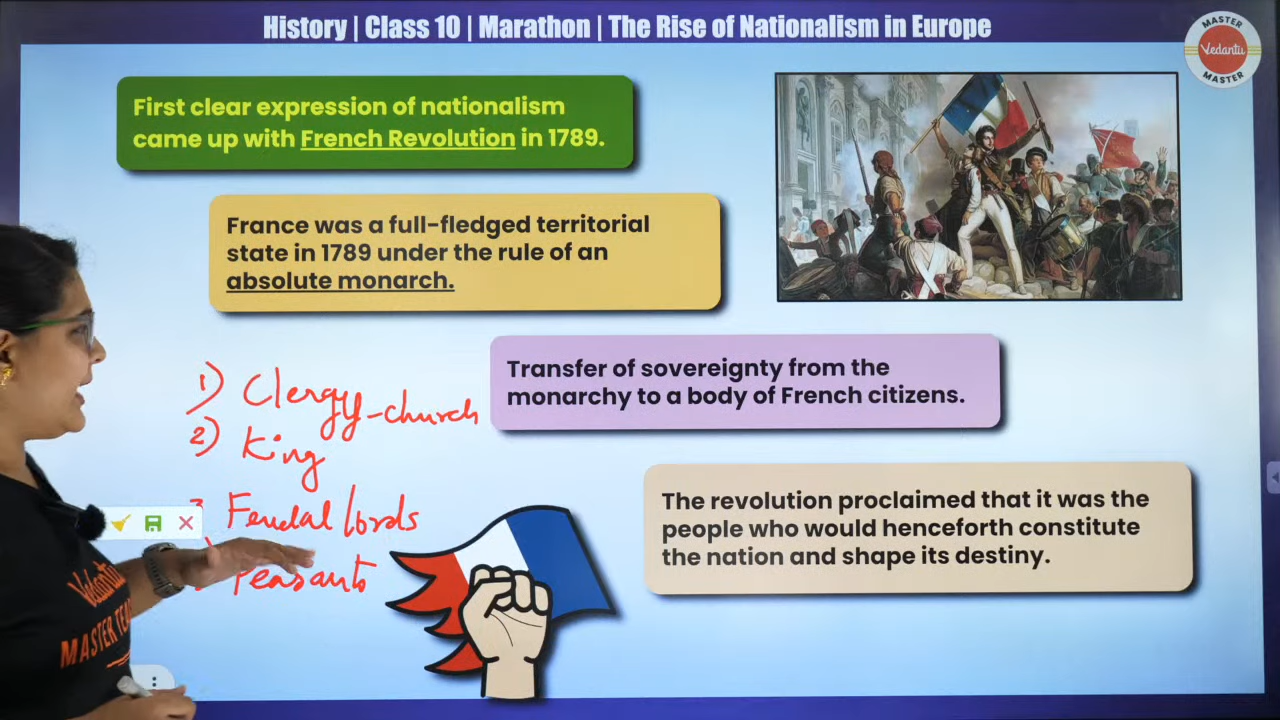 History | Class 10 | Marathon | The Rise of Nationalism in Europe
MASTER
Vedantu
MASTER
First clear expression of nationalism
came up with French Revolution in 1789.
France was a full-fledged territorial
state in 1789 under the rule of an
absolute monarch.
Transfer of sovereignty from the
monarchy to a body of French citizens.
1) Clergy - church
2) King
3 Feudal lords
Peasants
The revolution proclaimed that it was the
people who would henceforth constitute
the nation and shape its destiny.
Vedantu
MASTER